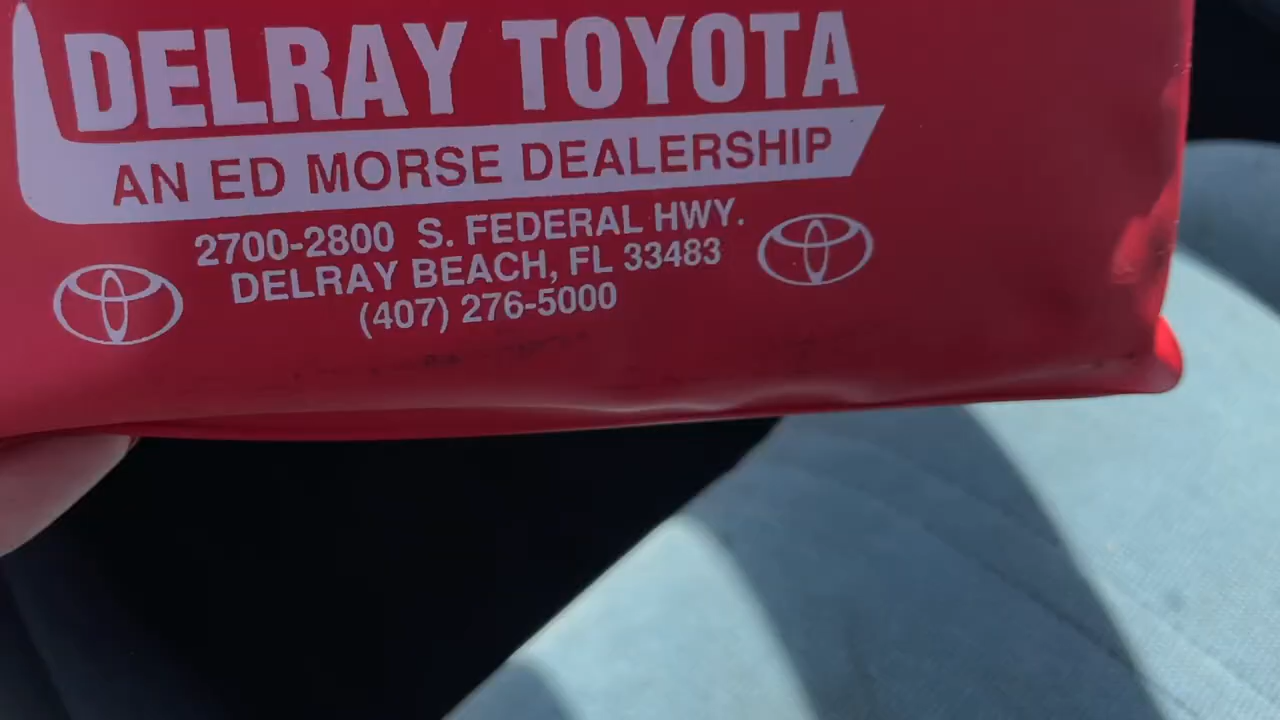 DELRAY TOYOTA
AN ED MORSE DEALERSHIP
2700-2800 S. FEDERAL HWY.
DELRAY BEACH, FL 33483
(407) 276-5000